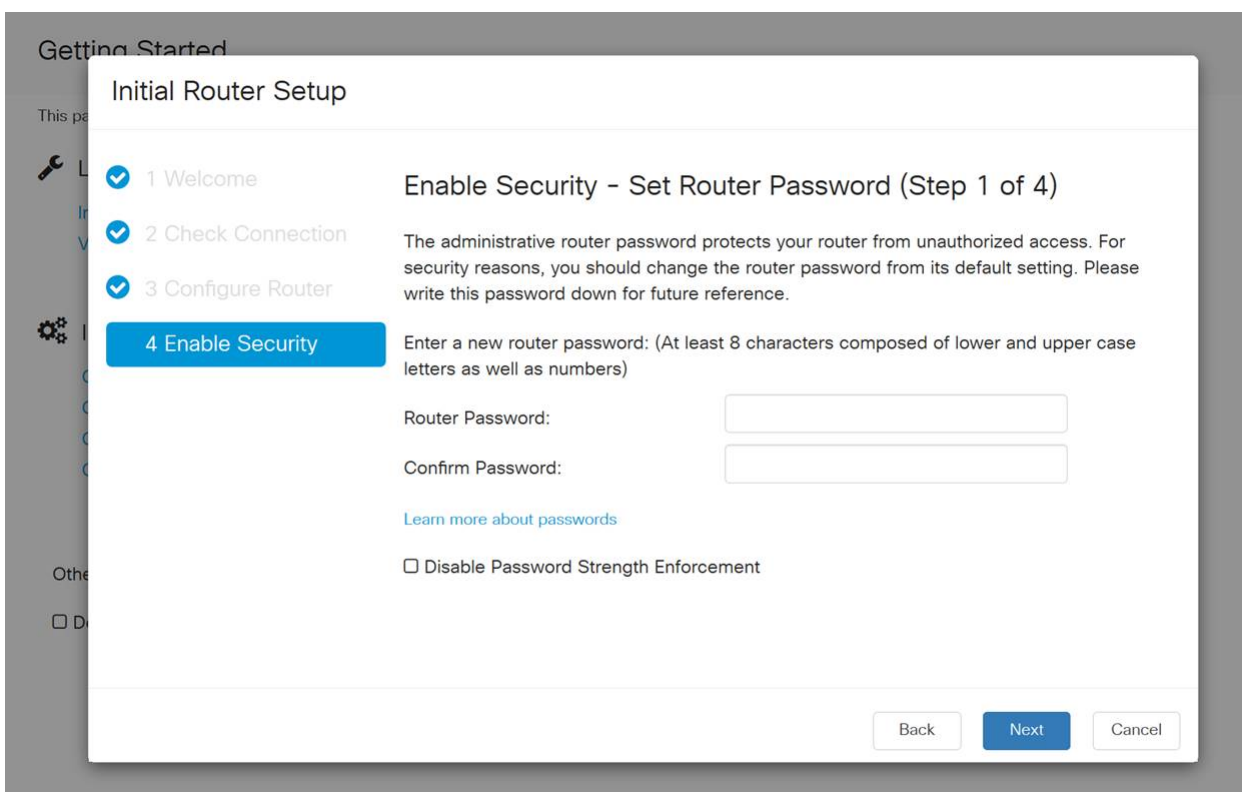 Getting Started
Initial Router Setup
This pa
1 Welcome
2 Check Connection
3 Configure Router
4 Enable Security
Enable Security - Set Router Password (Step 1 of 4)
The administrative router password protects your router from unauthorized access. For
security reasons, you should change the router password from its default setting. Please
write this password down for future reference.
Enter a new router password: (At least 8 characters composed of lower and upper case
letters as well as numbers)
Router Password:
Confirm Password:
Learn more about passwords
Disable Password Strength Enforcement
Othe
Back
Next
Cancel